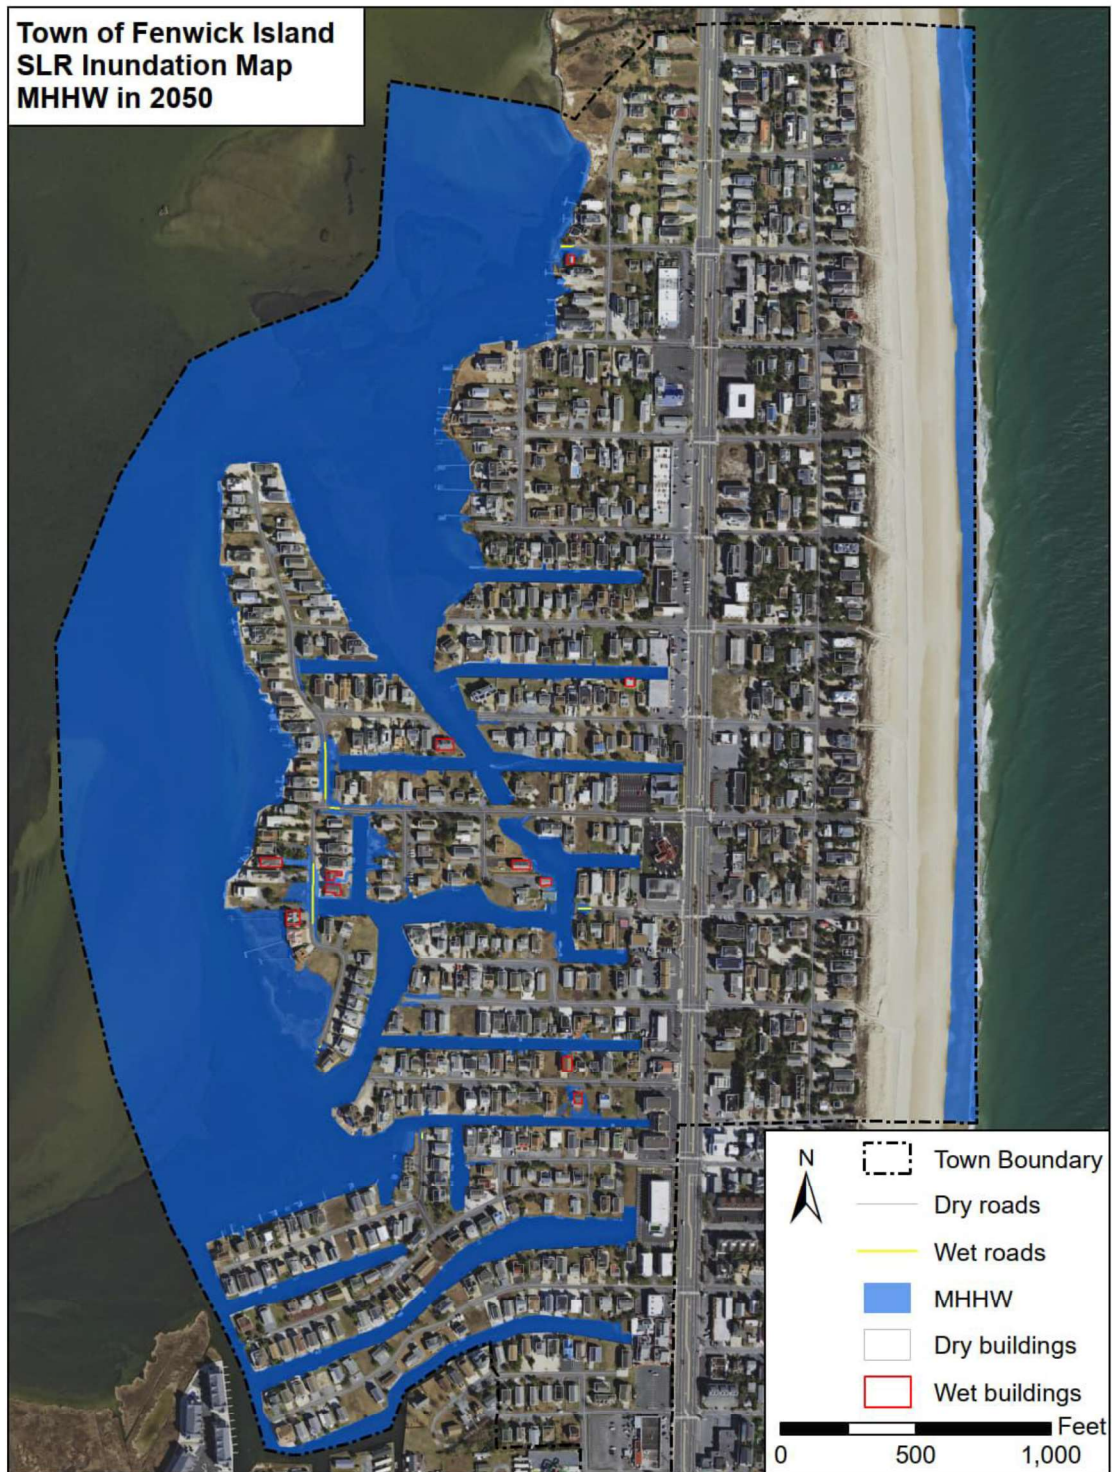 Town of Fenwick Island
SLR Inundation Map
MHHW in 2050
N
Town Boundary
Dry roads
Wet roads
MHHW
Dry buildings
Wet buildings
Feet
0 500 1,000